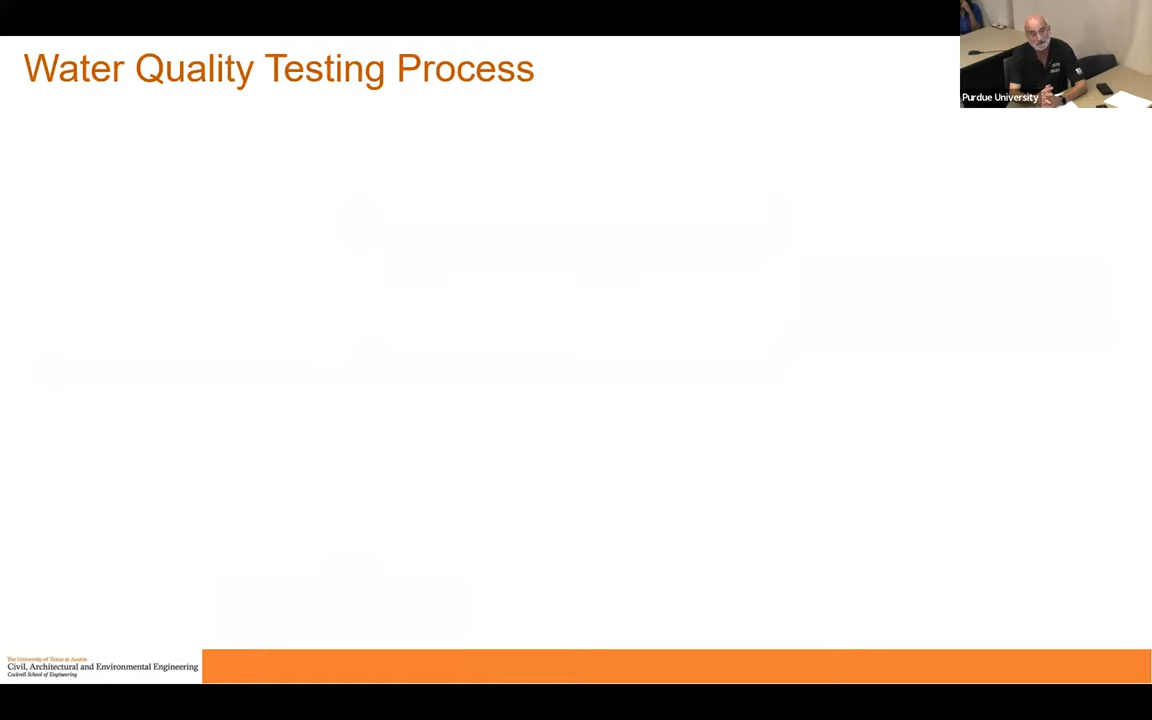 Water Quality Testing Process
Purdue University
The University of Texas at Austin
Civil, Architectural and Environmental Engineering
Cockrell School of Engineering